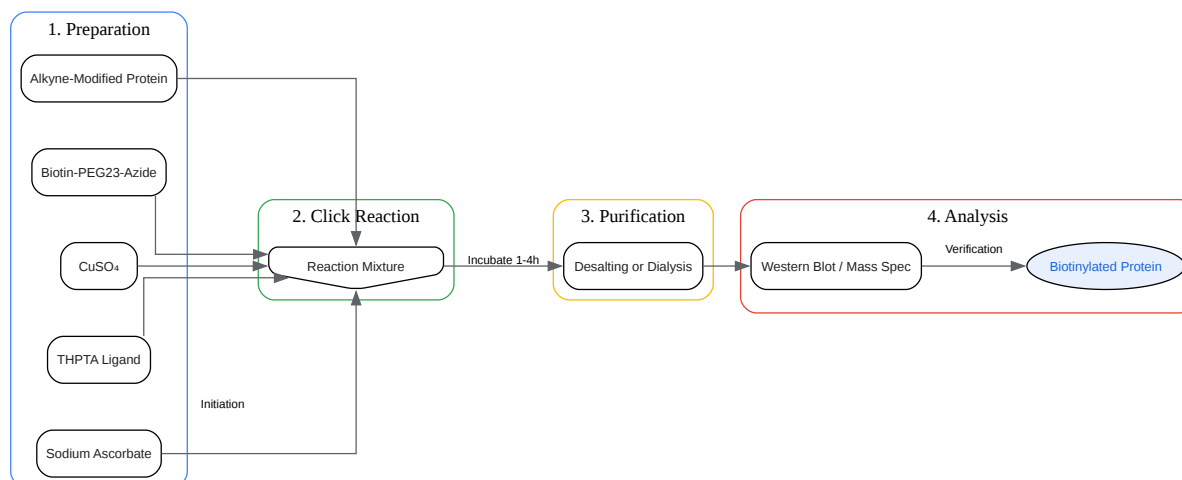 1. Preparation
Alkyne-Modified Protein
Biotin-PEG23-Azide
CuSO₄
THPTA Ligand
Initiation
Sodium Ascorbate
2. Click Reaction
Reaction Mixture
Incubate 1-4h
3. Purification
Desalting or Dialysis
4. Analysis
Western Blot / Mass Spec
Verification
Biotinylated Protein